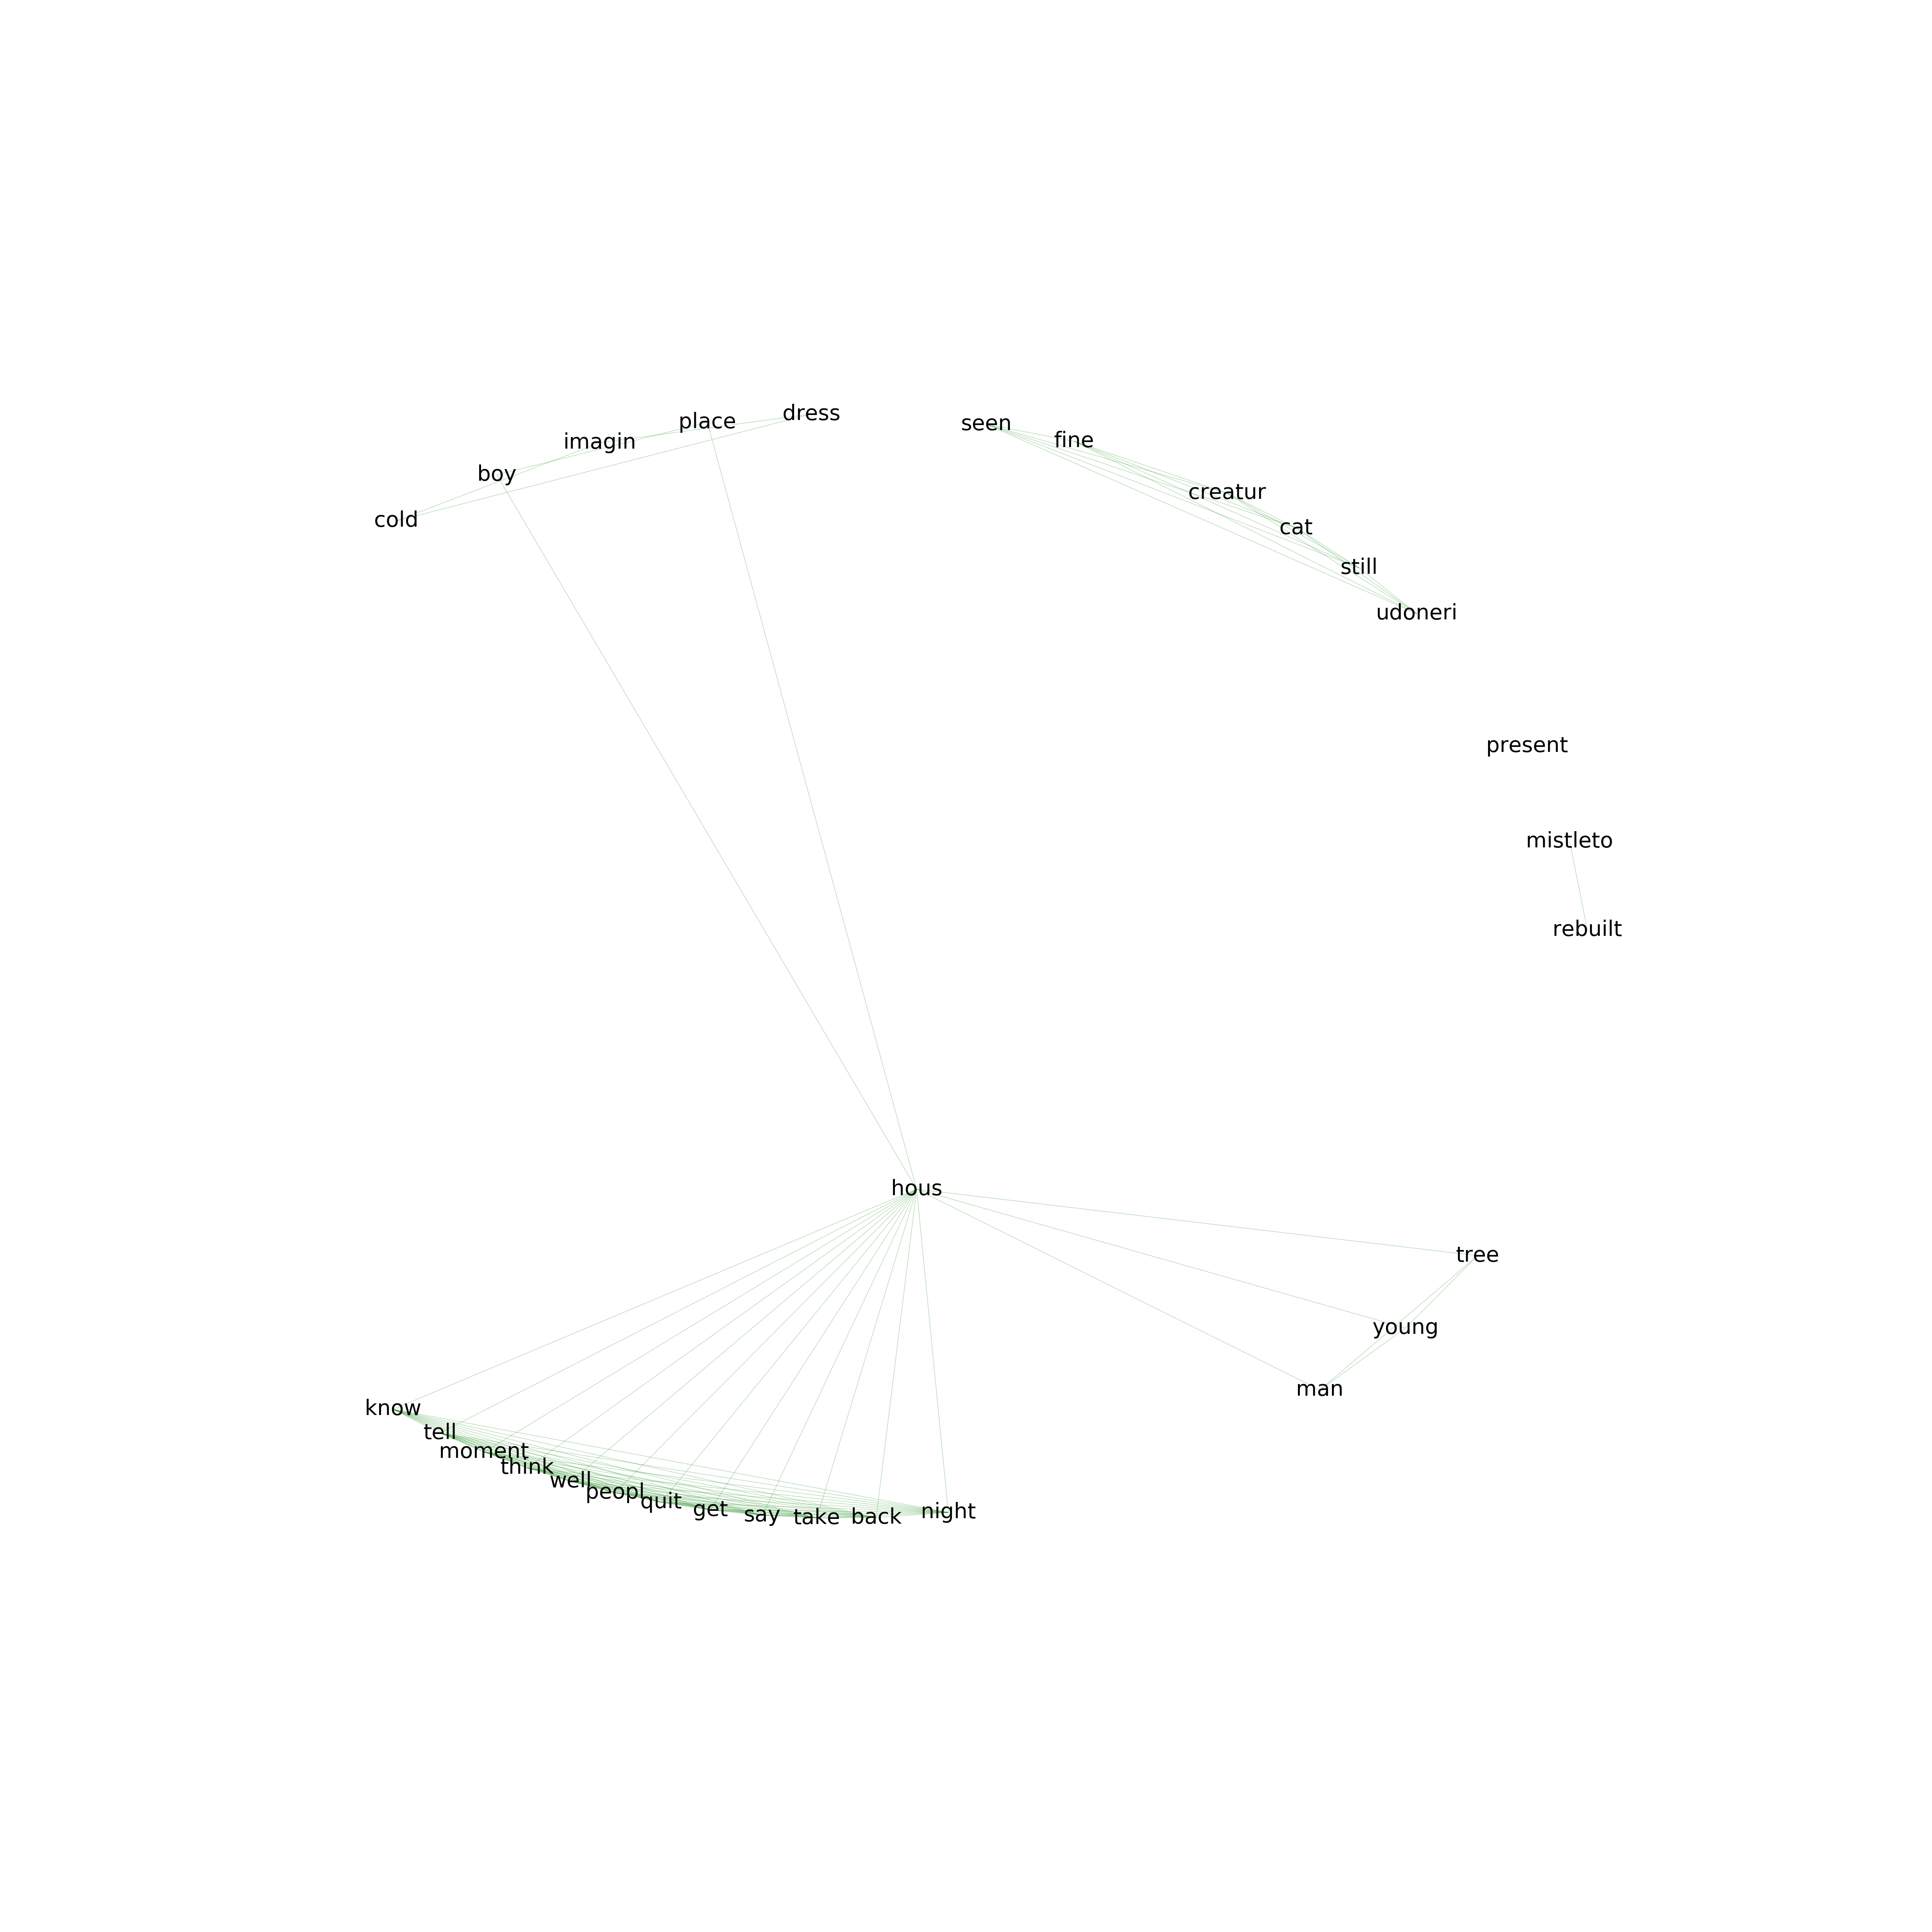 dress
place
seen
imagin
fine
boy
creatur
cold
cat
still
udoneri
present
mistleto
rebuilt
hous
tree
young
man
know
tell
moment
think
well
peopl
quit
get
say
take
back
night